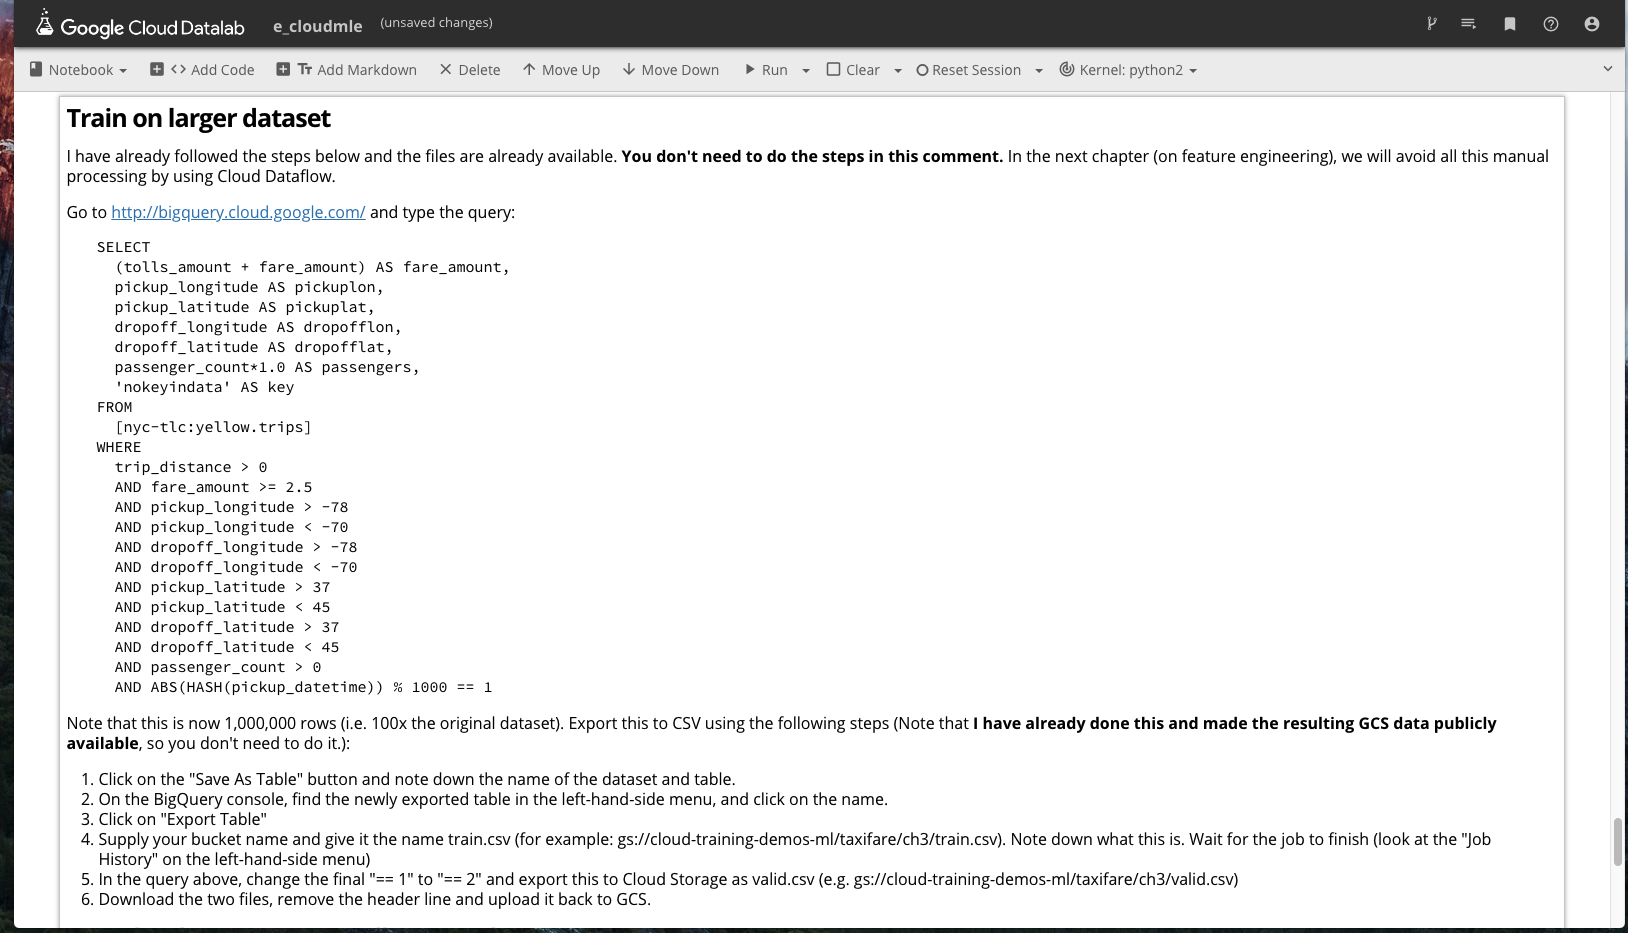 Google Cloud Datalab e_cloudmle (unsaved changes)
Notebook Add Code Tr Add Markdown Delete Move Up Move Down Run Clear Reset Session Kernel: python2
Train on larger dataset
I have already followed the steps below and the files are already available. You don't need to do the steps in this comment. In the next chapter (on feature engineering), we will avoid all this manual
processing by using Cloud Dataflow.
Go to http://bigquery.cloud.google.com/ and type the query:
SELECT
(tolls_amount + fare_amount) AS fare_amount,
pickup_longitude AS pickuplon,
pickup_latitude AS pickuplat,
dropoff_longitude AS dropofflon,
dropoff_latitude AS dropofflat,
passenger_count*1.0 AS passengers,
'nokeyindata' AS key
FROM
[nyc-tlc:yellow.trips]
WHERE
trip_distance > 0
AND fare_amount >= 2.5
AND pickup_longitude > -78
AND pickup_longitude < -70
AND dropoff_longitude > -78
AND dropoff_longitude < -70
AND pickup_latitude > 37
AND pickup_latitude < 45
AND dropoff_latitude > 37
AND dropoff_latitude < 45
AND passenger_count > 0
AND ABS(HASH(pickup_datetime)) % 1000 == 1
Note that this is now 1,000,000 rows (i.e. 100x the original dataset). Export this to CSV using the following steps (Note that I have already done this and made the resulting GCS data publicly
available, so you don't need to do it.):
1. Click on the "Save As Table" button and note down the name of the dataset and table.
2. On the BigQuery console, find the newly exported table in the left-hand-side menu, and click on the name.
3. Click on "Export Table"
4. Supply your bucket name and give it the name train.csv (for example: gs://cloud-training-demos-ml/taxifare/ch3/train.csv). Note down what this is. Wait for the job to finish (look at the "Job
History" on the left-hand-side menu)
5. In the query above, change the final "== 1" to "== 2" and export this to Cloud Storage as valid.csv (e.g. gs://cloud-training-demos-ml/taxifare/ch3/valid.csv)
6. Download the two files, remove the header line and upload it back to GCS.